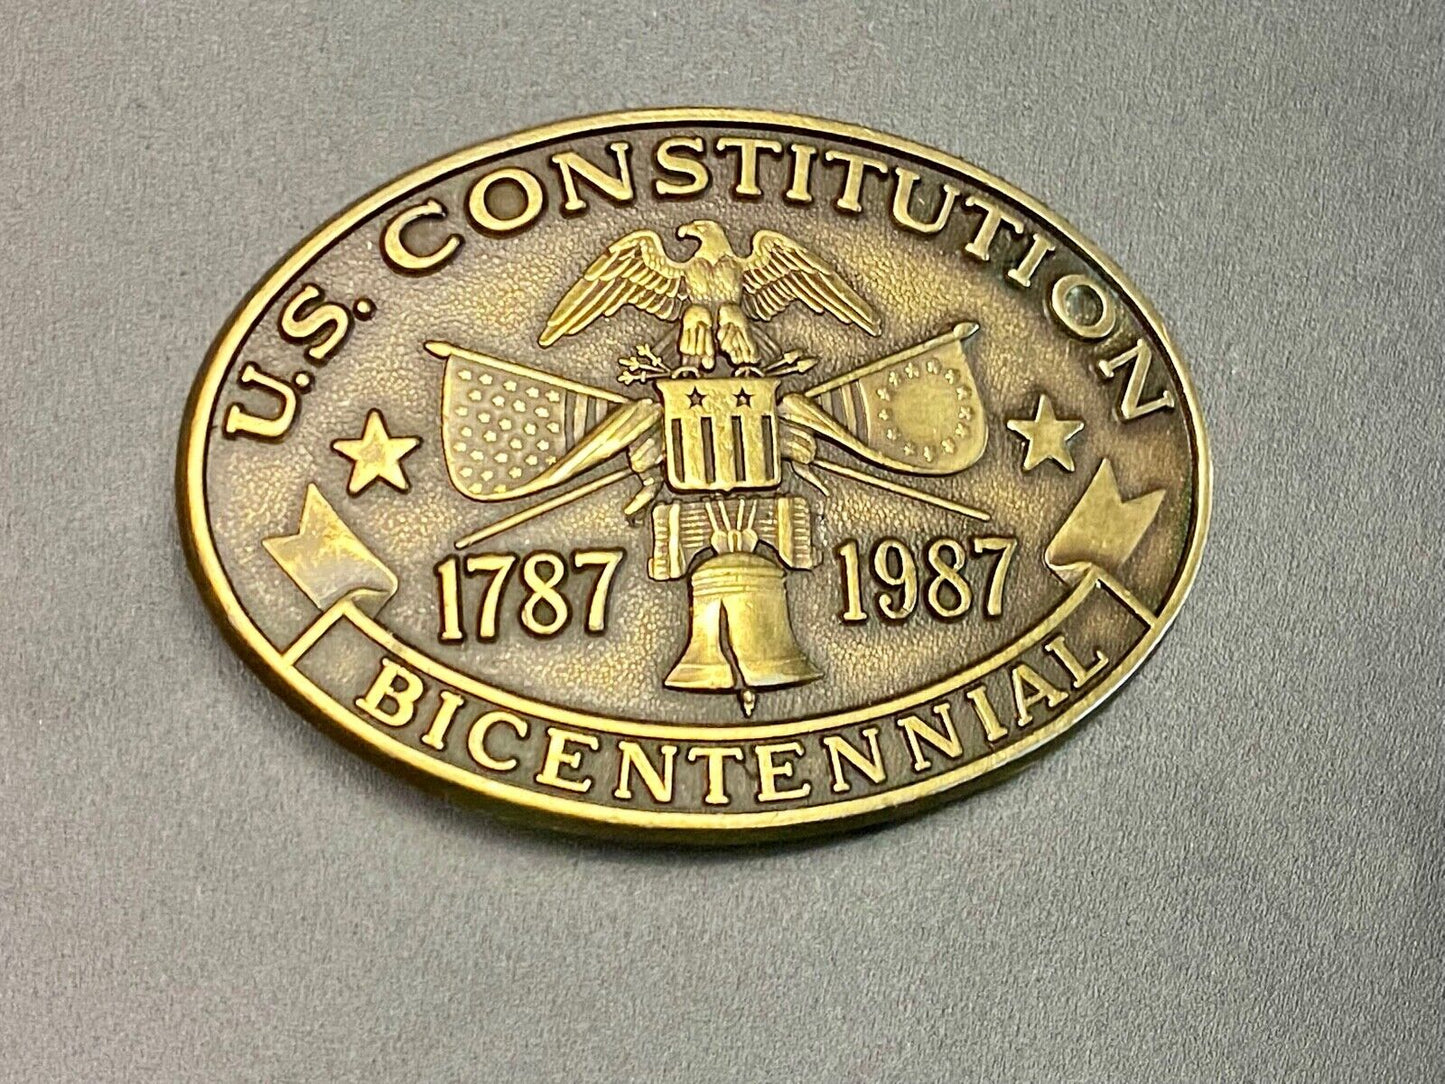 U.S. CONSTITUTION
1787 1987
BICENTENNIAL